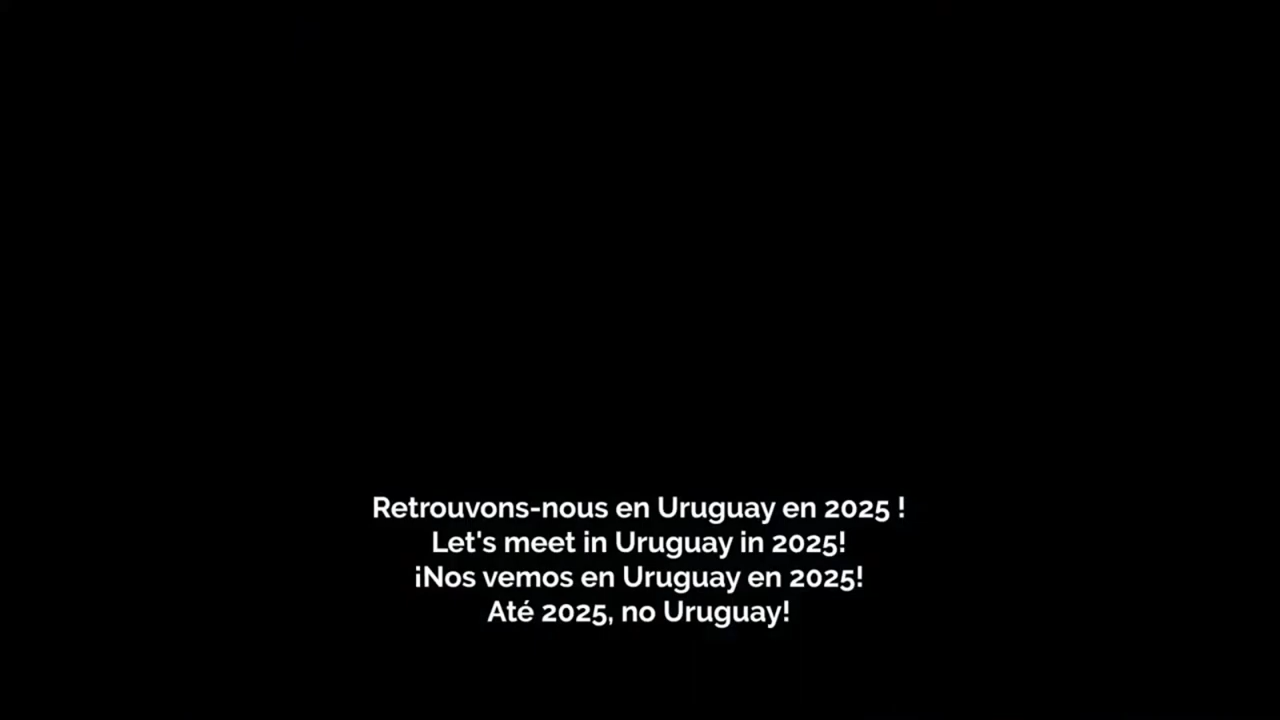 Retrouvons-nous en Uruguay en 2025 !
Let's meet in Uruguay in 2025!
¡Nos vemos en Uruguay en 2025!
Até 2025, no Uruguay!